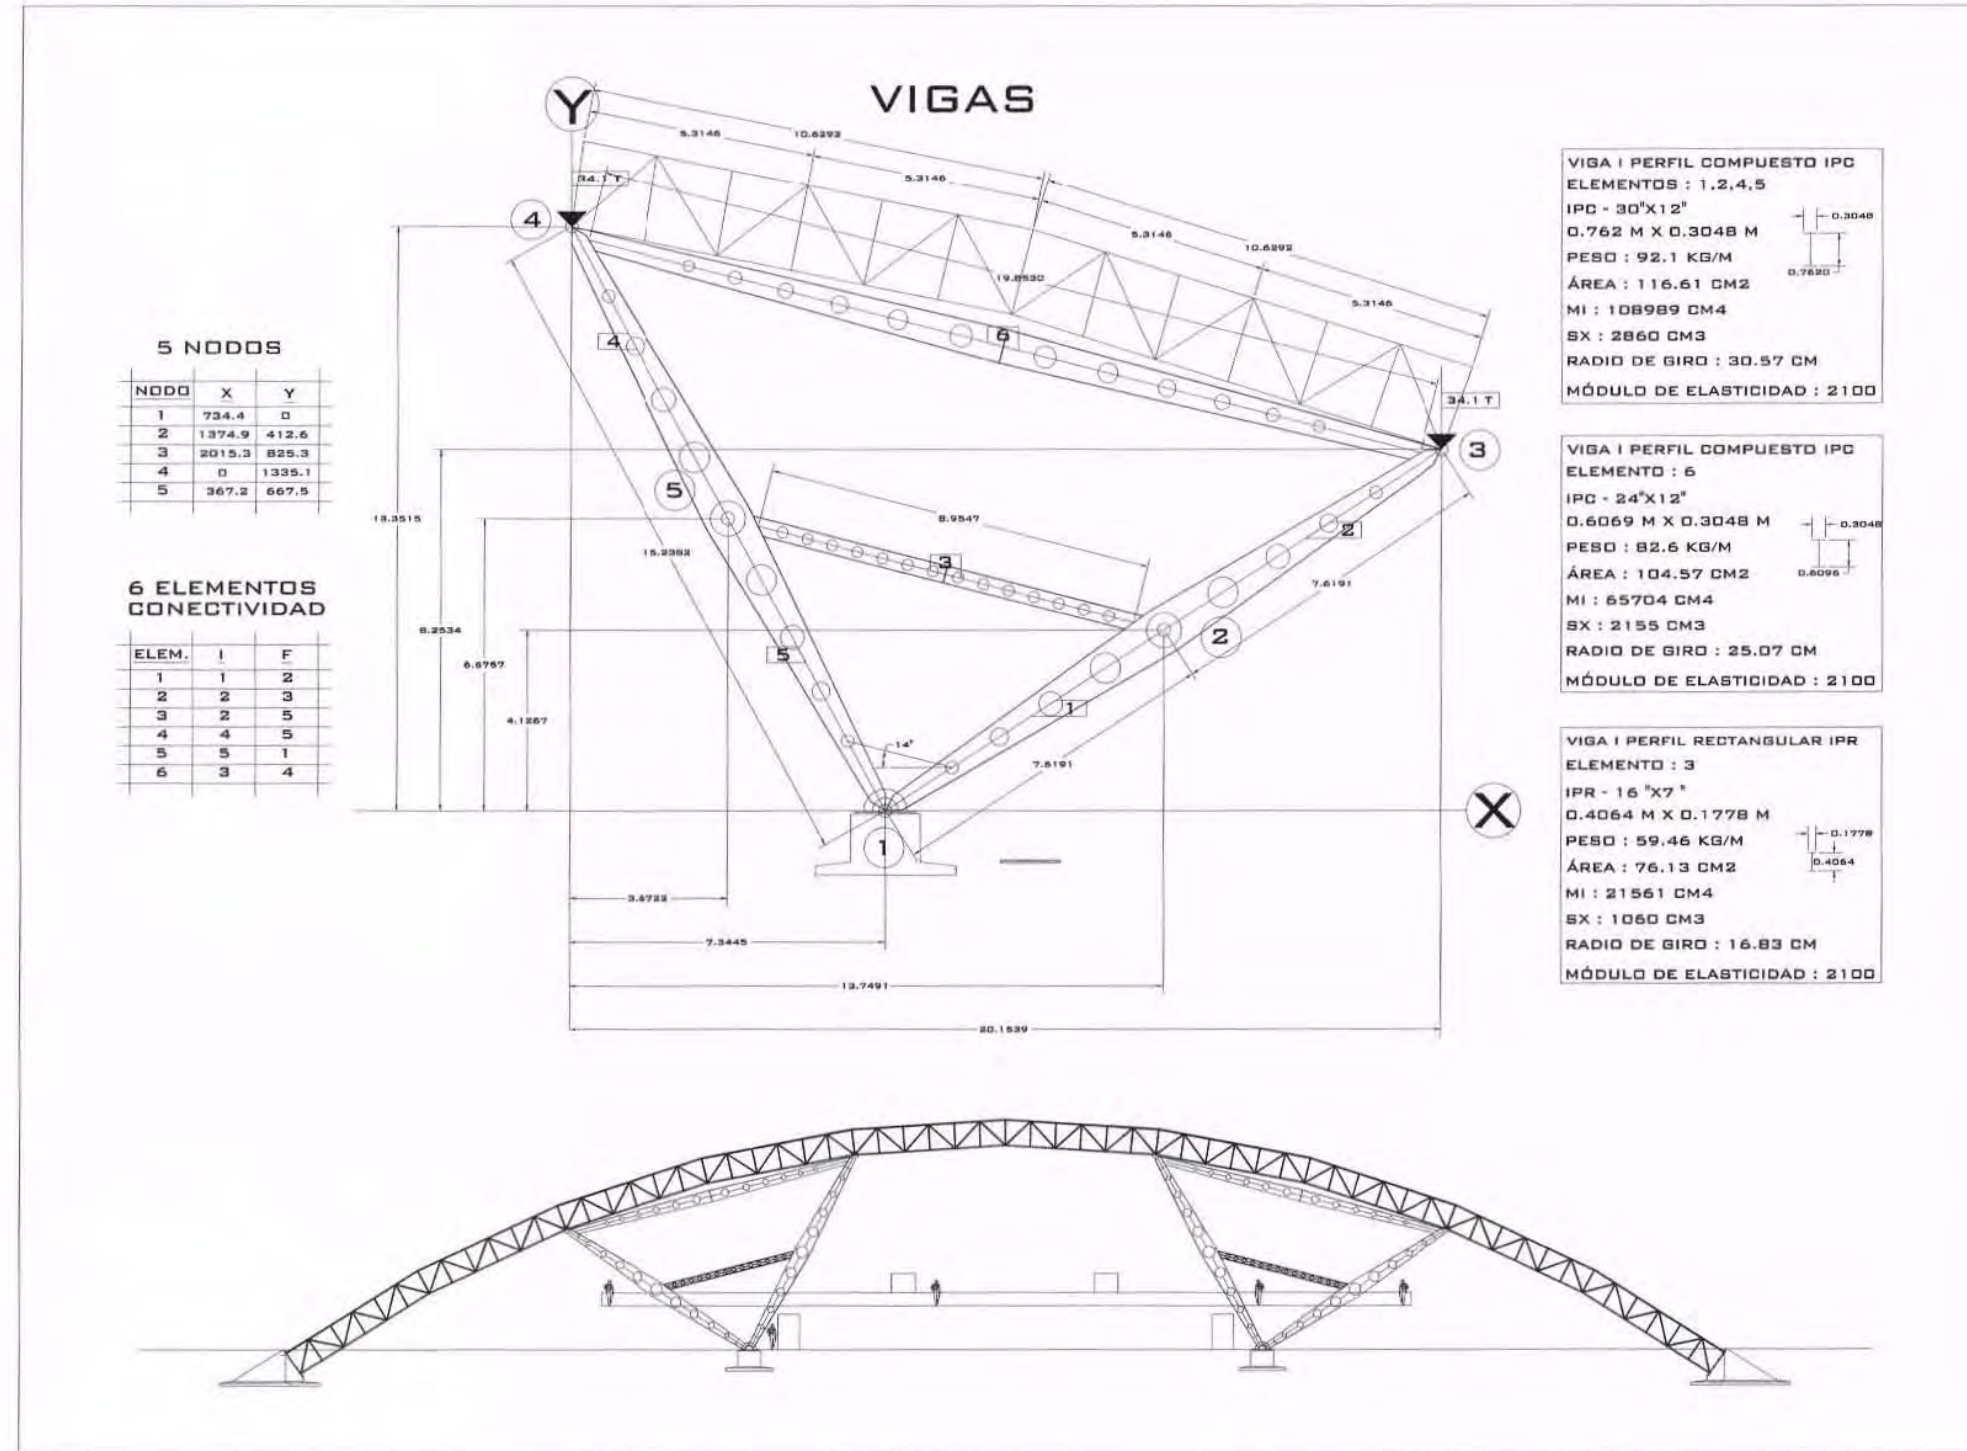 VIGAS
Y
5.3146
10.6292
5.3146
34.1 T
5.3146
10.6292
19.8530
5.3146
4
6
4
34.1 T
3
5 NODOS
NODO X Y
1 734.4 0
2 1374.9 412.6
3 2015.3 825.3
4 0 1335.1
5 367.2 667.5
6 ELEMENTOS
CONECTIVIDAD
ELEM. I F
1 1 2
2 2 3
3 2 5
4 4 5
5 5 1
6 3 4
13.3515
5
15.2382
8.9547
3
2
7.6191
8.2534
6.6757
5
2
4.1267
1
14°
7.6191
X
1
3.6722
7.3445
13.7491
20.1539
VIGA I PERFIL COMPUESTO IPC
ELEMENTOS : 1,2,4,5
IPC - 30"X12"
0.762 M X 0.3048 M
PESO : 92.1 KG/M
ÁREA : 116.61 CM2
MI : 108989 CM4
SX : 2860 CM3
RADIO DE GIRO : 30.57 CM
MÓDULO DE ELASTICIDAD : 2100
0.3048
0.7620
VIGA I PERFIL COMPUESTO IPC
ELEMENTO : 6
IPC - 24"X12"
0.6069 M X 0.3048 M
PESO : 82.6 KG/M
ÁREA : 104.57 CM2
MI : 65704 CM4
SX : 2155 CM3
RADIO DE GIRO : 25.07 CM
MÓDULO DE ELASTICIDAD : 2100
0.3048
0.6096
VIGA I PERFIL RECTANGULAR IPR
ELEMENTO : 3
IPR - 16 "X7 "
0.4064 M X 0.1778 M
PESO : 59.46 KG/M
ÁREA : 76.13 CM2
MI : 21561 CM4
SX : 1060 CM3
RADIO DE GIRO : 16.83 CM
MÓDULO DE ELASTICIDAD : 2100
0.1778
0.4064